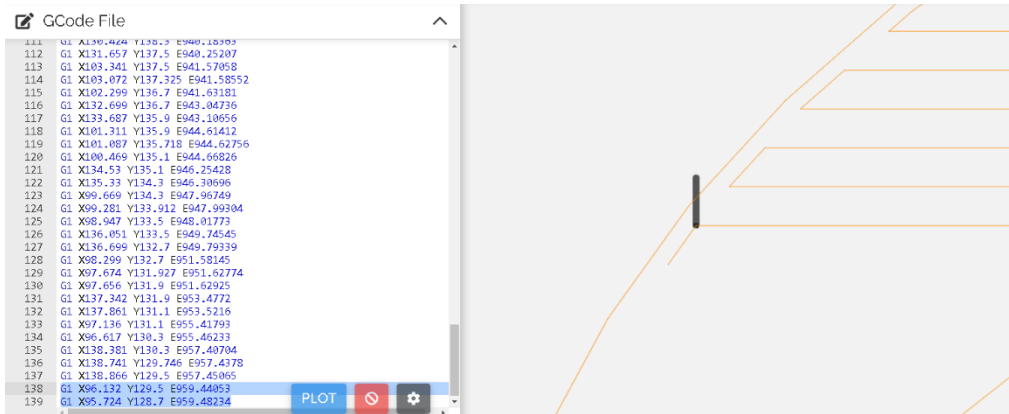 GCode File
111 G1 X130.424 Y138.3 E940.18363
112 G1 X131.657 Y137.5 E940.25207
113 G1 X103.341 Y137.5 E941.57058
114 G1 X103.072 Y137.325 E941.58552
115 G1 X102.299 Y136.7 E941.63181
116 G1 X132.699 Y136.7 E943.04736
117 G1 X133.687 Y135.9 E943.10656
118 G1 X101.311 Y135.9 E944.61412
119 G1 X101.087 Y135.718 E944.62756
120 G1 X100.469 Y135.1 E944.66826
121 G1 X134.53 Y135.1 E946.25428
122 G1 X135.33 Y134.3 E946.30696
123 G1 X99.669 Y134.3 E947.96749
124 G1 X99.281 Y133.912 E947.99304
125 G1 X98.947 Y133.5 E948.01773
126 G1 X136.051 Y133.5 E949.74545
127 G1 X136.699 Y132.7 E949.79339
128 G1 X98.299 Y132.7 E951.58145
129 G1 X97.674 Y131.927 E951.62774
130 G1 X97.656 Y131.9 E951.62925
131 G1 X137.342 Y131.9 E953.4772
132 G1 X137.861 Y131.1 E953.5216
133 G1 X97.136 Y131.1 E955.41793
134 G1 X96.617 Y130.3 E955.46233
135 G1 X138.381 Y130.3 E957.40704
136 G1 X138.741 Y129.746 E957.4378
137 G1 X138.866 Y129.5 E957.45065
138 G1 X96.132 Y129.5 E959.44053
139 G1 X95.724 Y128.7 E959.48234
PLOT